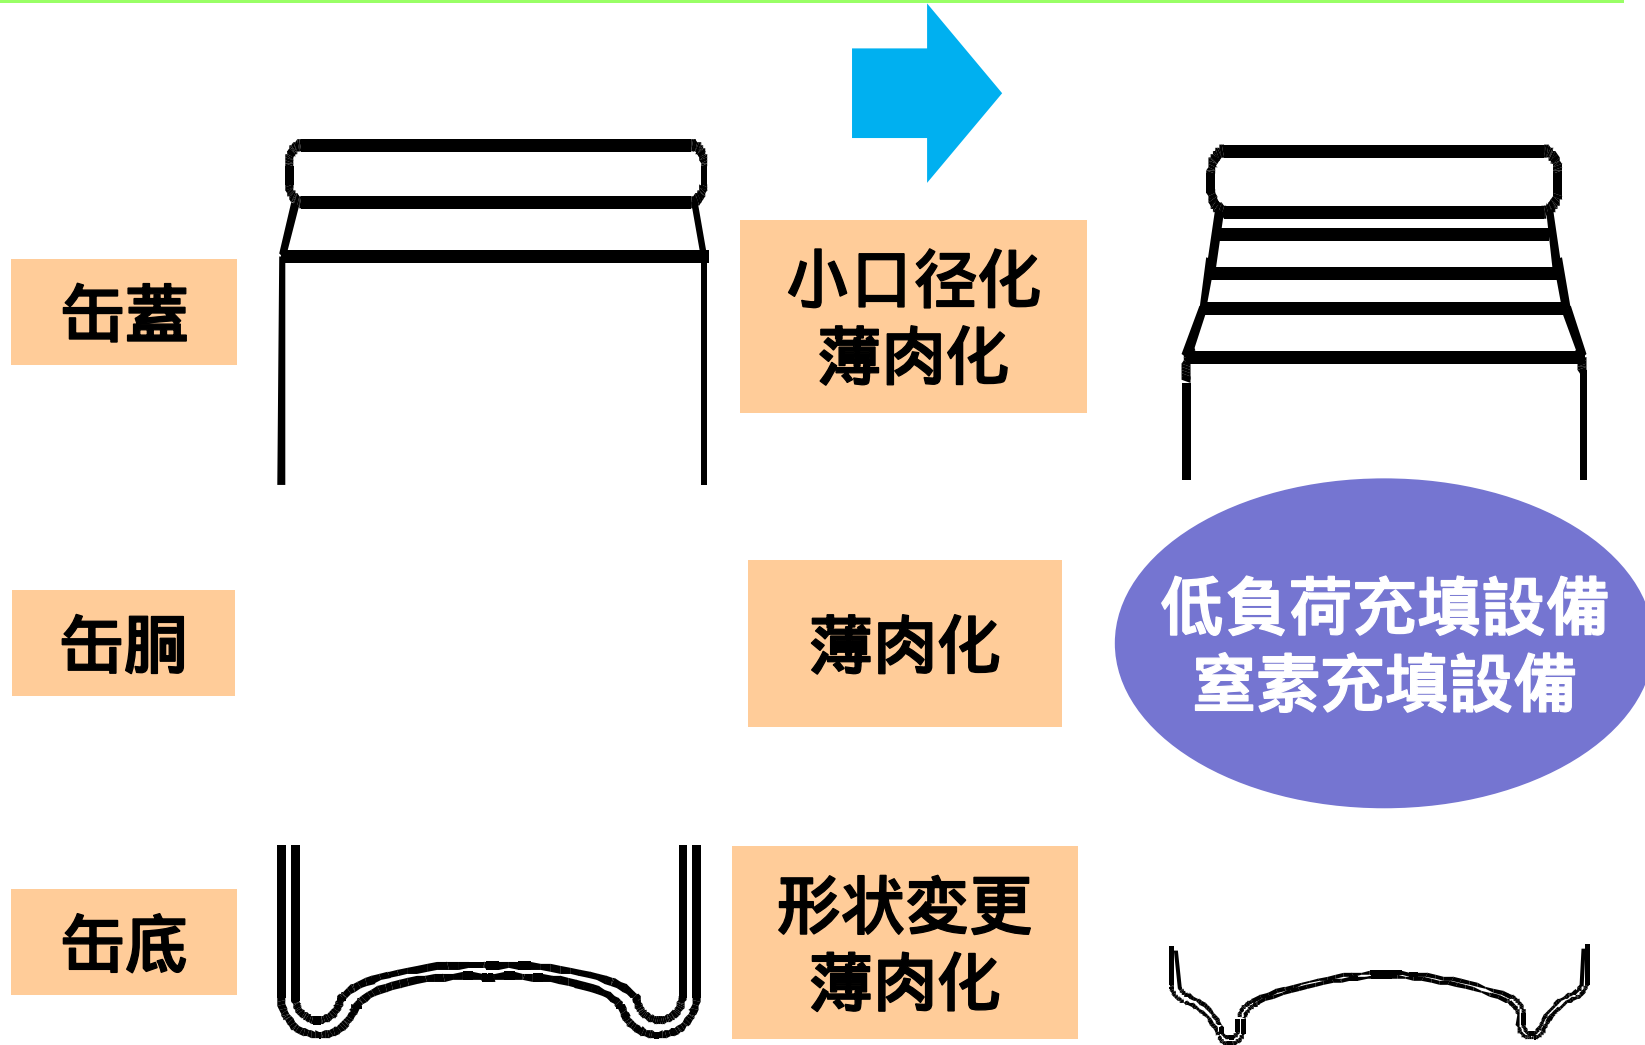 缶蓋
小口径化
薄肉化
缶胴
薄肉化
低負荷充填設備
窒素充填設備
缶底
形状変更
薄肉化